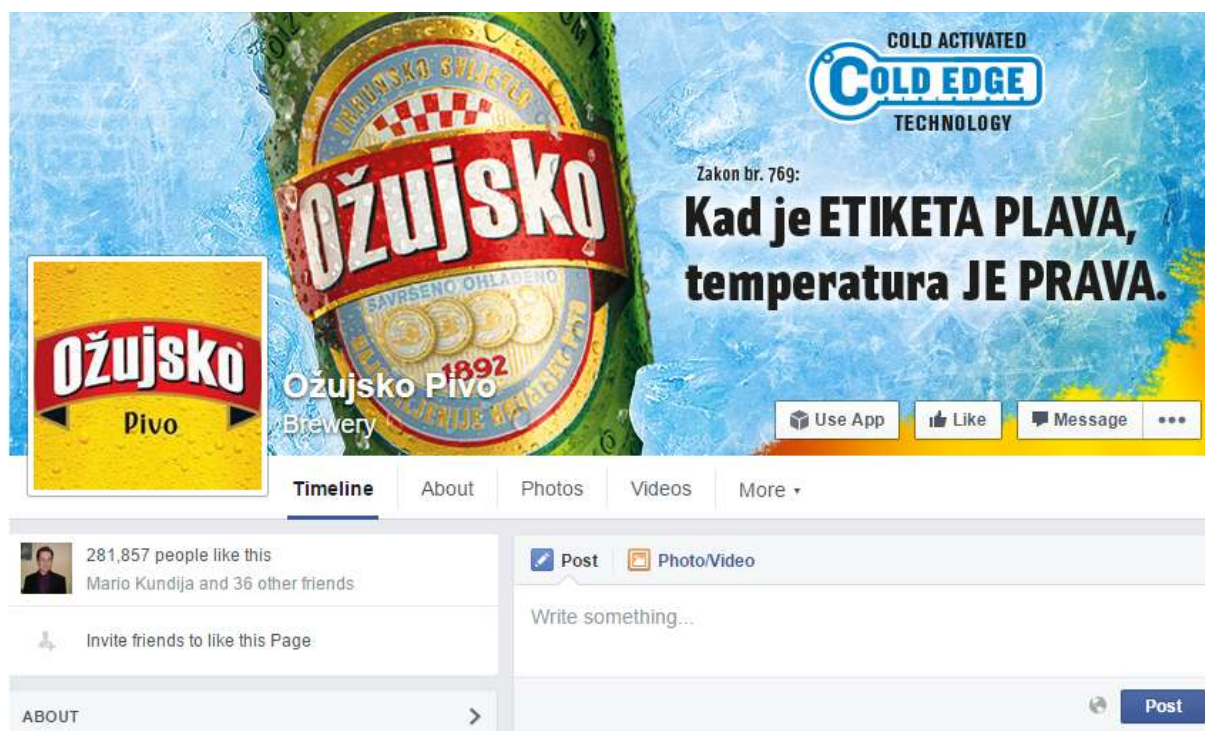 COLD ACTIVATED
COLD EDGE
TECHNOLOGY
Zakon br. 769:
Kad je ETIKETA PLAVA,
temperatura JE PRAVA.
VRHUNSKO SVIJETLO
Ožujsko
SAVRŠENO OHLAĐENO
1892
Ožujsko
Pivo
Ožujsko Pivo
Brewery
Use App
Like
Message
Timeline
About
Photos
Videos
More
281,857 people like this
Mario Kundija and 36 other friends
Invite friends to like this Page
ABOUT
Post
Photo/Video
Write something...
Post